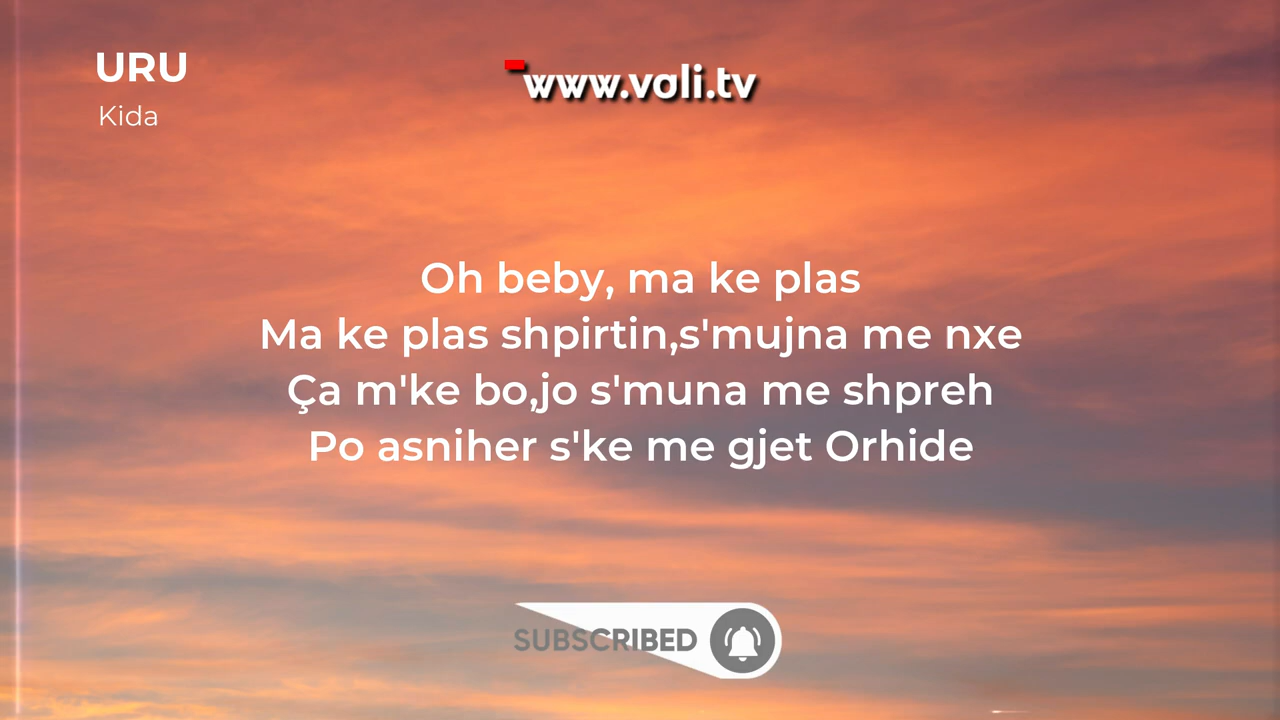 URU
Kida
www.vali.tv
Oh beby, ma ke plas
Ma ke plas shpirtin,s'mujna me nxe
Ça m'ke bo,jo s'muna me shpreh
Po asniher s'ke me gjet Orhide
SUBSCRIBED